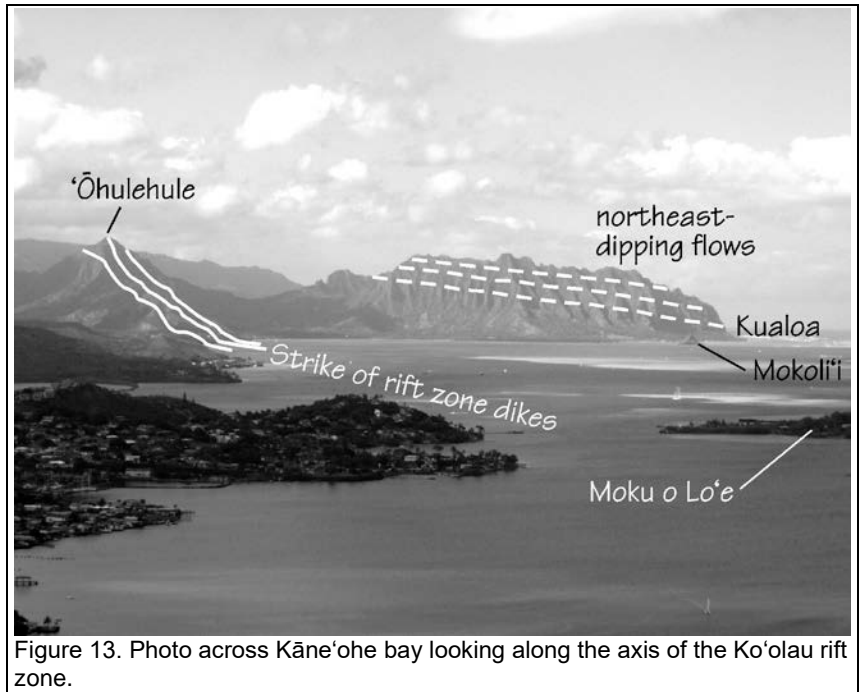 ʻŌhulehule
northeast-
dipping flows
Kualoa
Mokoliʻi
Strike of rift zone dikes
Moku o Loʻe
Figure 13. Photo across Kāneʻohe bay looking along the axis of the Koʻolau rift
zone.